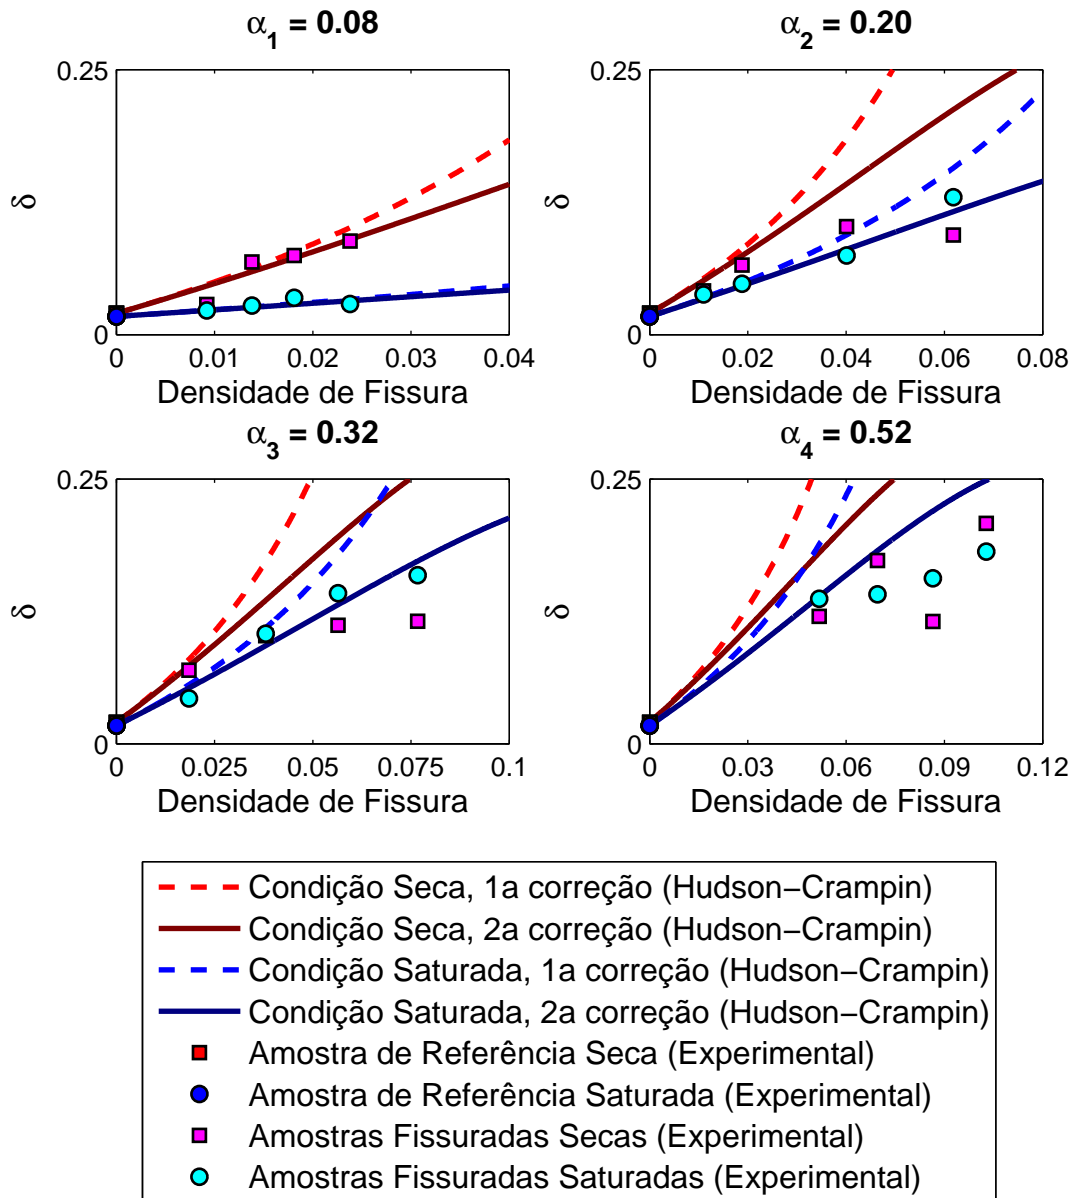 α1 = 0.08
0.25
δ
0
0 0.01 0.02 0.03 0.04
Densidade de Fissura
α2 = 0.20
0.25
δ
0
0 0.02 0.04 0.06 0.08
Densidade de Fissura
α3 = 0.32
0.25
δ
0
0 0.025 0.05 0.075 0.1
Densidade de Fissura
α4 = 0.52
0.25
δ
0
0 0.03 0.06 0.09 0.12
Densidade de Fissura
Condição Seca, 1a correção (Hudson−Crampin)
Condição Seca, 2a correção (Hudson−Crampin)
Condição Saturada, 1a correção (Hudson−Crampin)
Condição Saturada, 2a correção (Hudson−Crampin)
Amostra de Referência Seca (Experimental)
Amostra de Referência Saturada (Experimental)
Amostras Fissuradas Secas (Experimental)
Amostras Fissuradas Saturadas (Experimental)